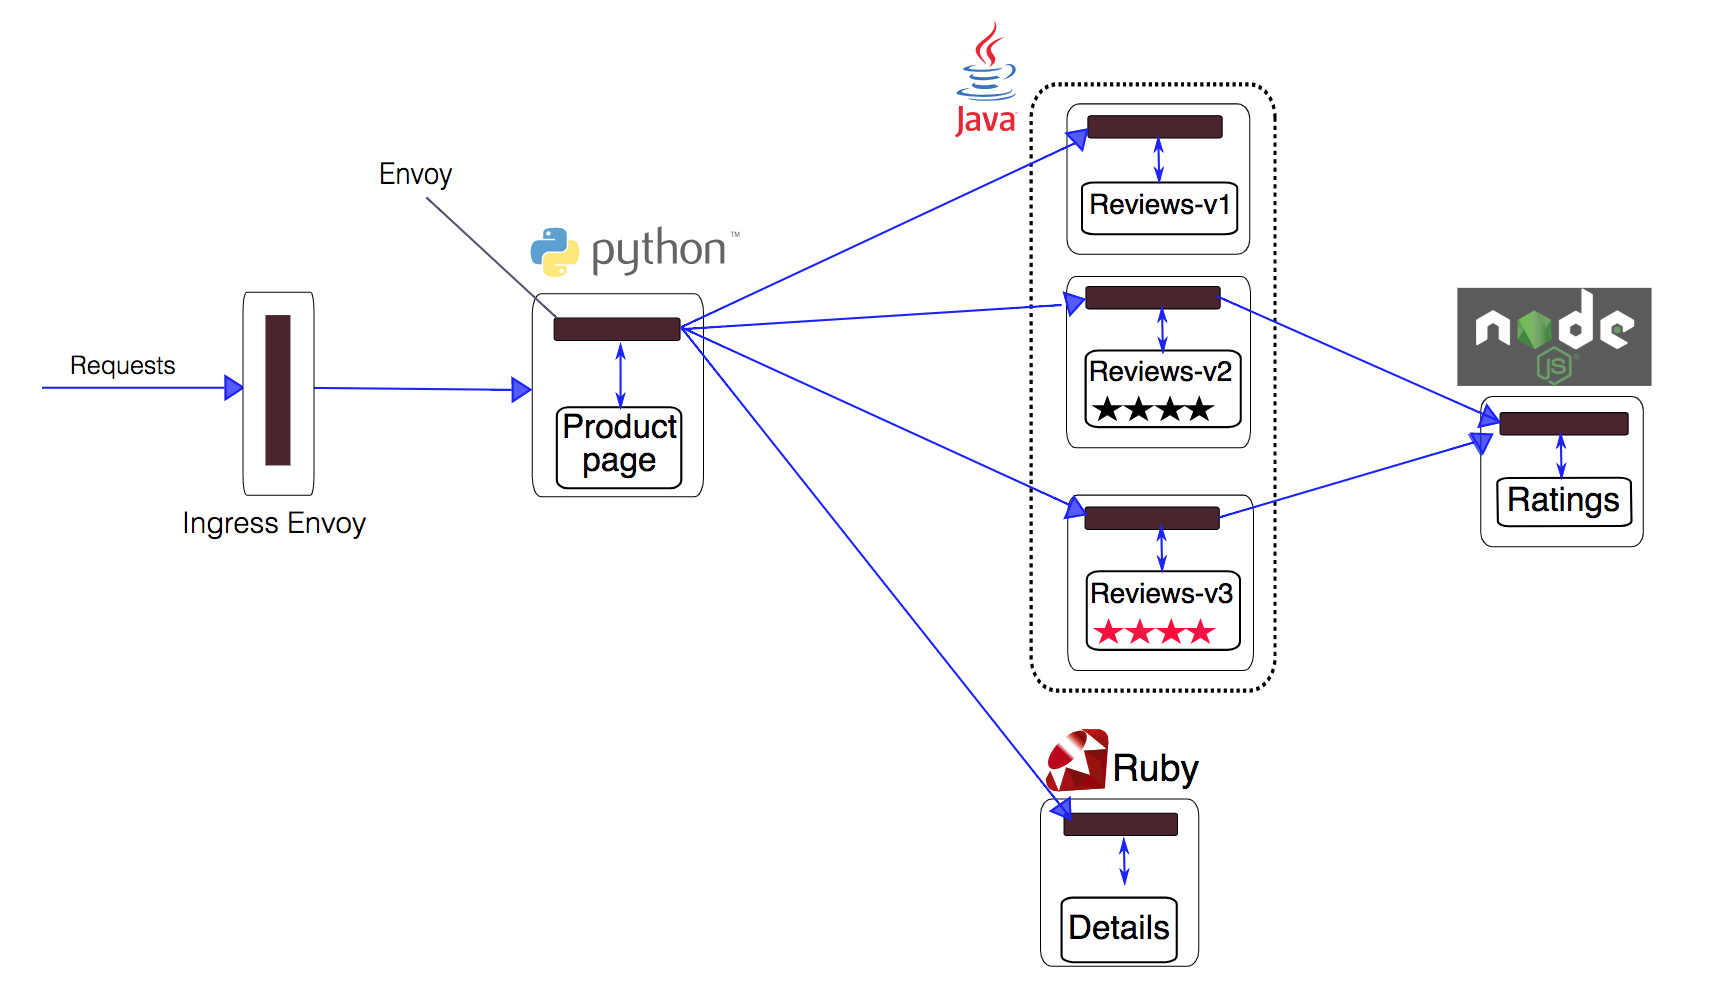 Java
Envoy
python™
Reviews-v1
Requests
Product
page
Reviews-v2
node
JS®
Ingress Envoy
Ratings
Reviews-v3
Ruby
Details